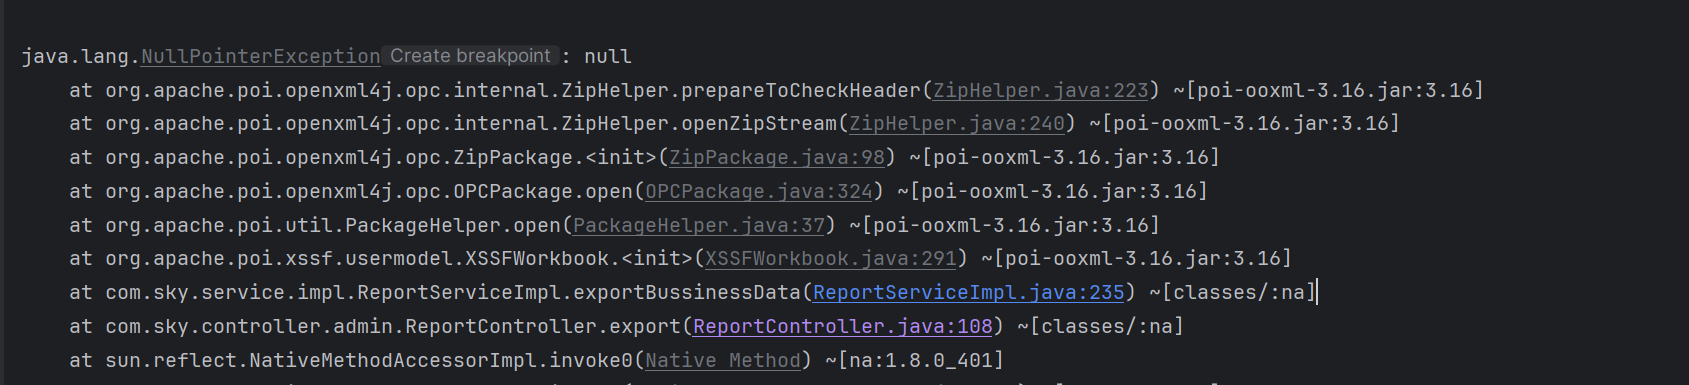 java.lang.NullPointerException Create breakpoint : null
at org.apache.poi.openxml4j.opc.internal.ZipHelper.prepareToCheckHeader(ZipHelper.java:223) ~[poi-ooxml-3.16.jar:3.16]
at org.apache.poi.openxml4j.opc.internal.ZipHelper.openZipStream(ZipHelper.java:240) ~[poi-ooxml-3.16.jar:3.16]
at org.apache.poi.openxml4j.opc.ZipPackage.<init>(ZipPackage.java:98) ~[poi-ooxml-3.16.jar:3.16]
at org.apache.poi.openxml4j.opc.OPCPackage.open(OPCPackage.java:324) ~[poi-ooxml-3.16.jar:3.16]
at org.apache.poi.util.PackageHelper.open(PackageHelper.java:37) ~[poi-ooxml-3.16.jar:3.16]
at org.apache.poi.xssf.usermodel.XSSFWorkbook.<init>(XSSFWorkbook.java:291) ~[poi-ooxml-3.16.jar:3.16]
at com.sky.service.impl.ReportServiceImpl.exportBussinessData(ReportServiceImpl.java:235) ~[classes/:na]
at com.sky.controller.admin.ReportController.export(ReportController.java:108) ~[classes/:na]
at sun.reflect.NativeMethodAccessorImpl.invoke0(Native Method) ~[na:1.8.0_401]